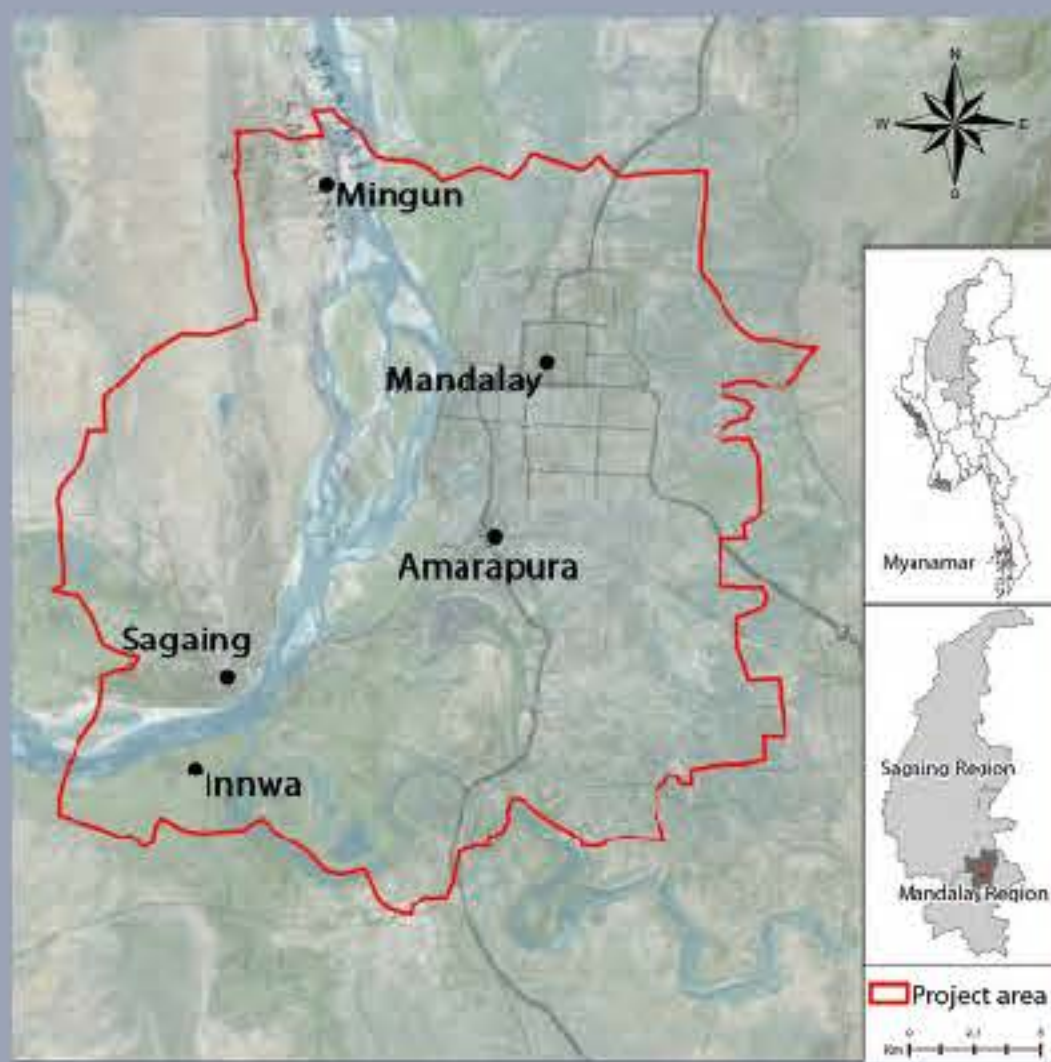 N
W
E
Mingun
Mandalay
Amarapura
Sagaing
Innwa
Myanamar
Sagaing Region
Mandalay Region
Project area
Km